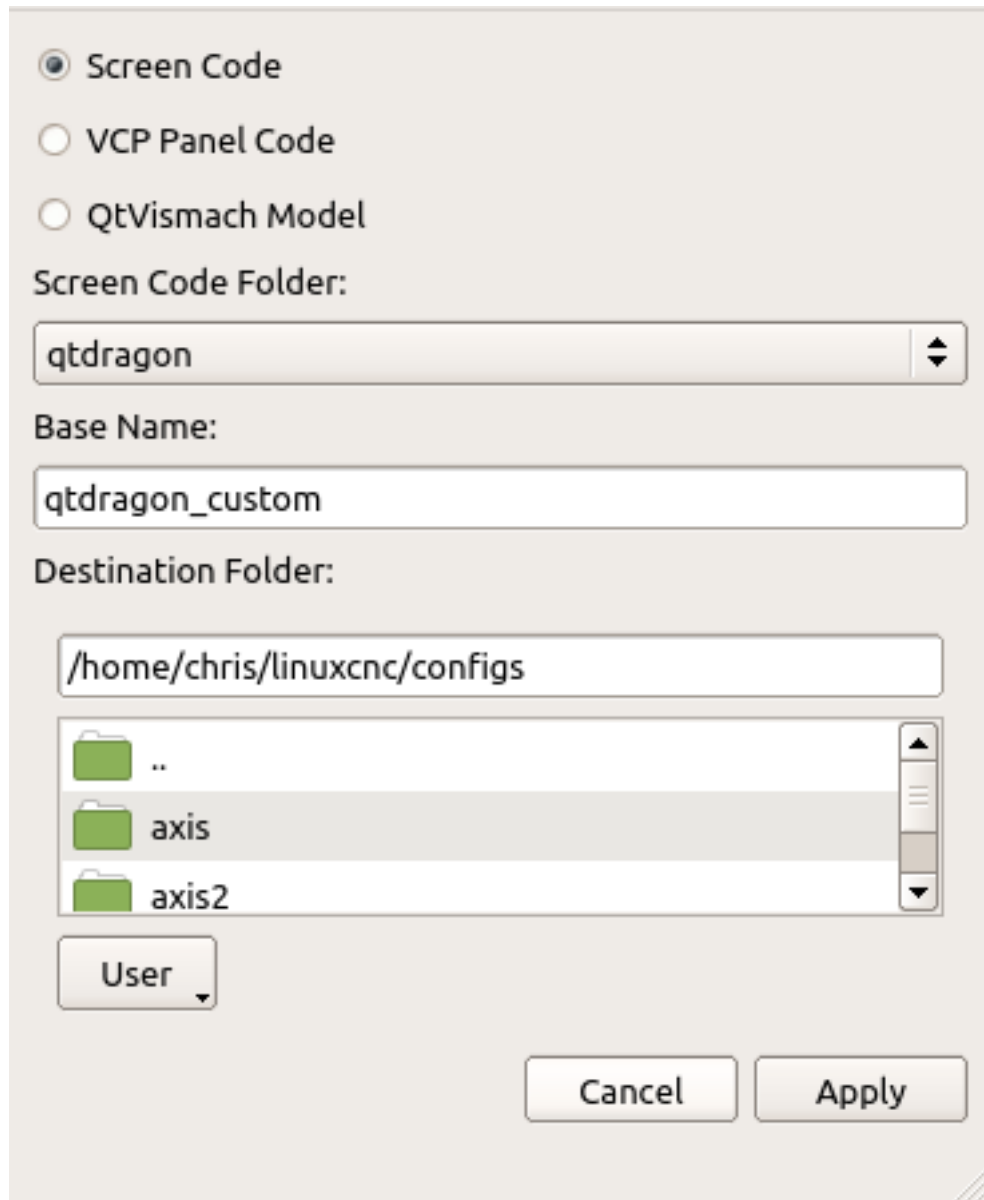 Screen Code
VCP Panel Code
QtVismach Model
Screen Code Folder:
qtdragon
Base Name:
qtdragon_custom
Destination Folder:
/home/chris/linuxcnc/configs
..
axis
axis2
User
Cancel
Apply